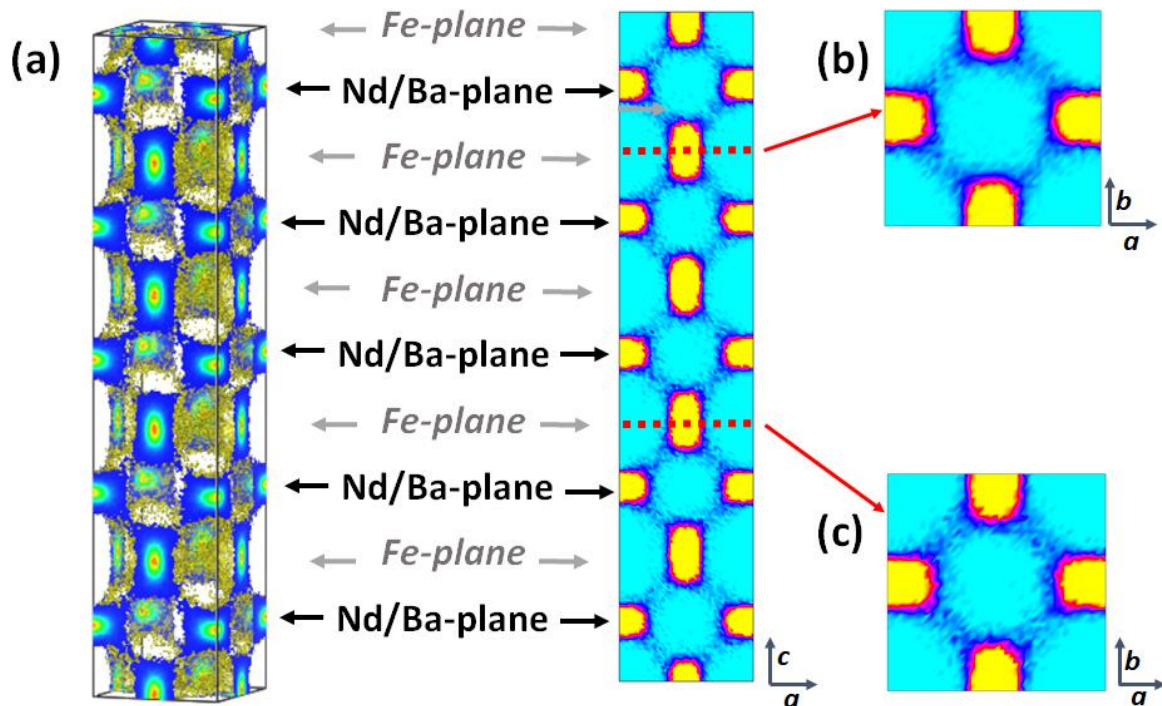 (a)
Fe-plane
Nd/Ba-plane
Fe-plane
Nd/Ba-plane
Fe-plane
Nd/Ba-plane
Fe-plane
Nd/Ba-plane
Fe-plane
Nd/Ba-plane
c
a
(b)
b
a
(c)
b
a